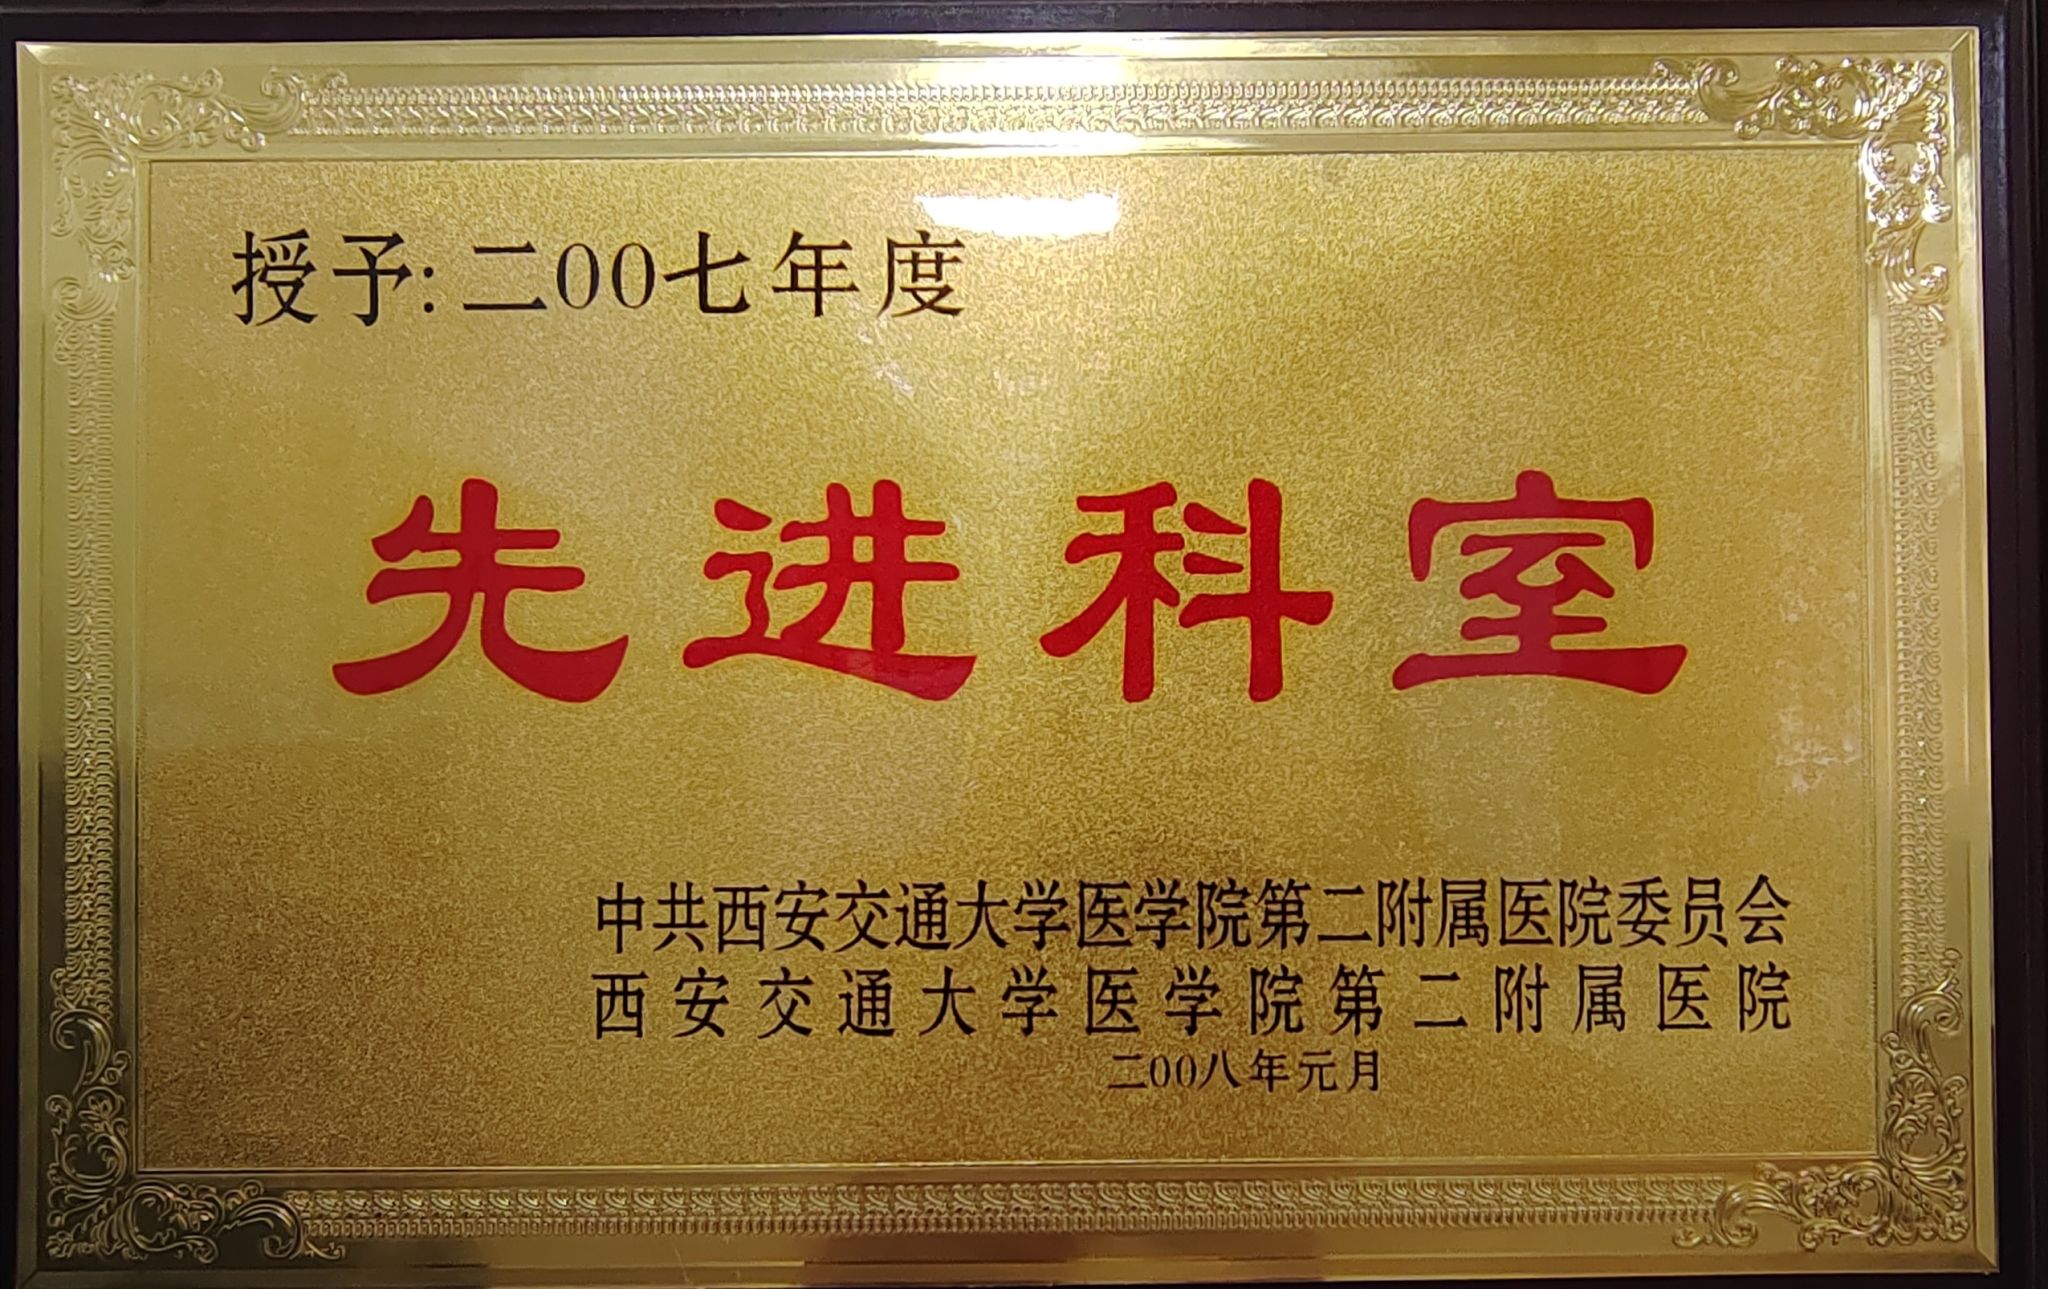 授予:二00七年度
先进科室
中共西安交通大学医学院第二附属医院委员会
西安交通大学医学院第二附属医院
二00八年元月